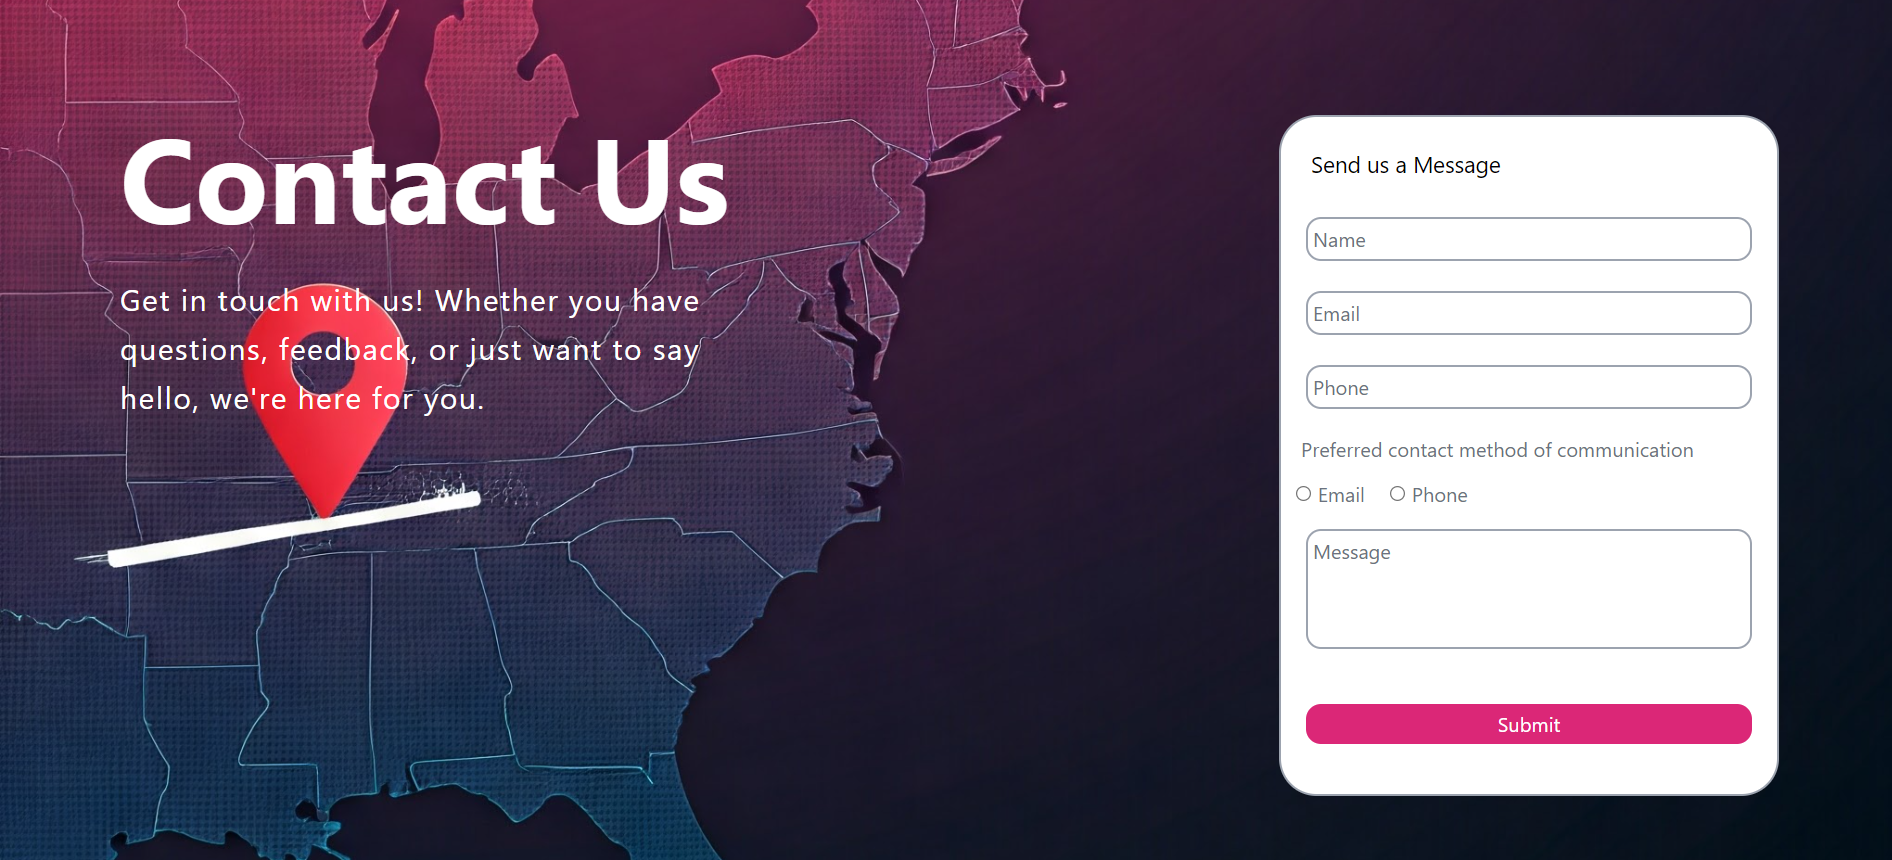 Contact Us
Get in touch with us! Whether you have
questions, feedback, or just want to say
hello, we're here for you.
Send us a Message
Name
Email
Phone
Preferred contact method of communication
Email Phone
Message
Submit